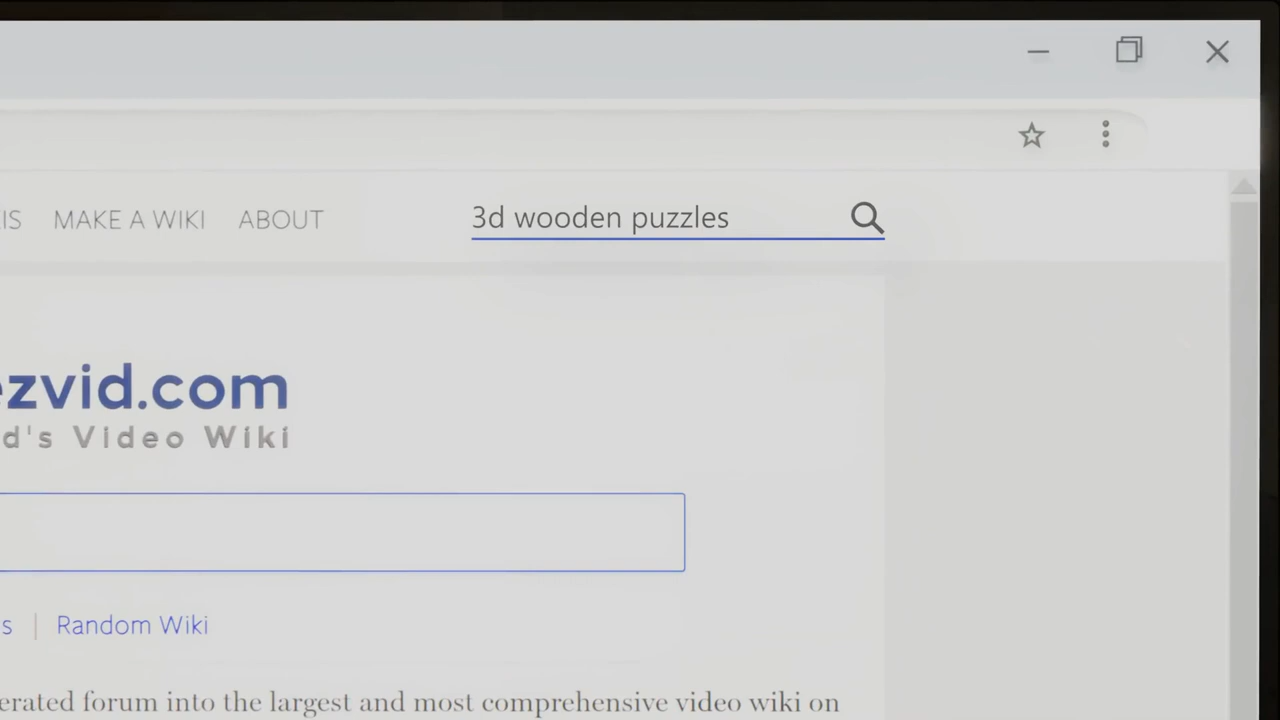 MAKE A WIKI ABOUT 3d wooden puzzles
ezvid.com
d's Video Wiki
s | Random Wiki
erated forum into the largest and most comprehensive video wiki on